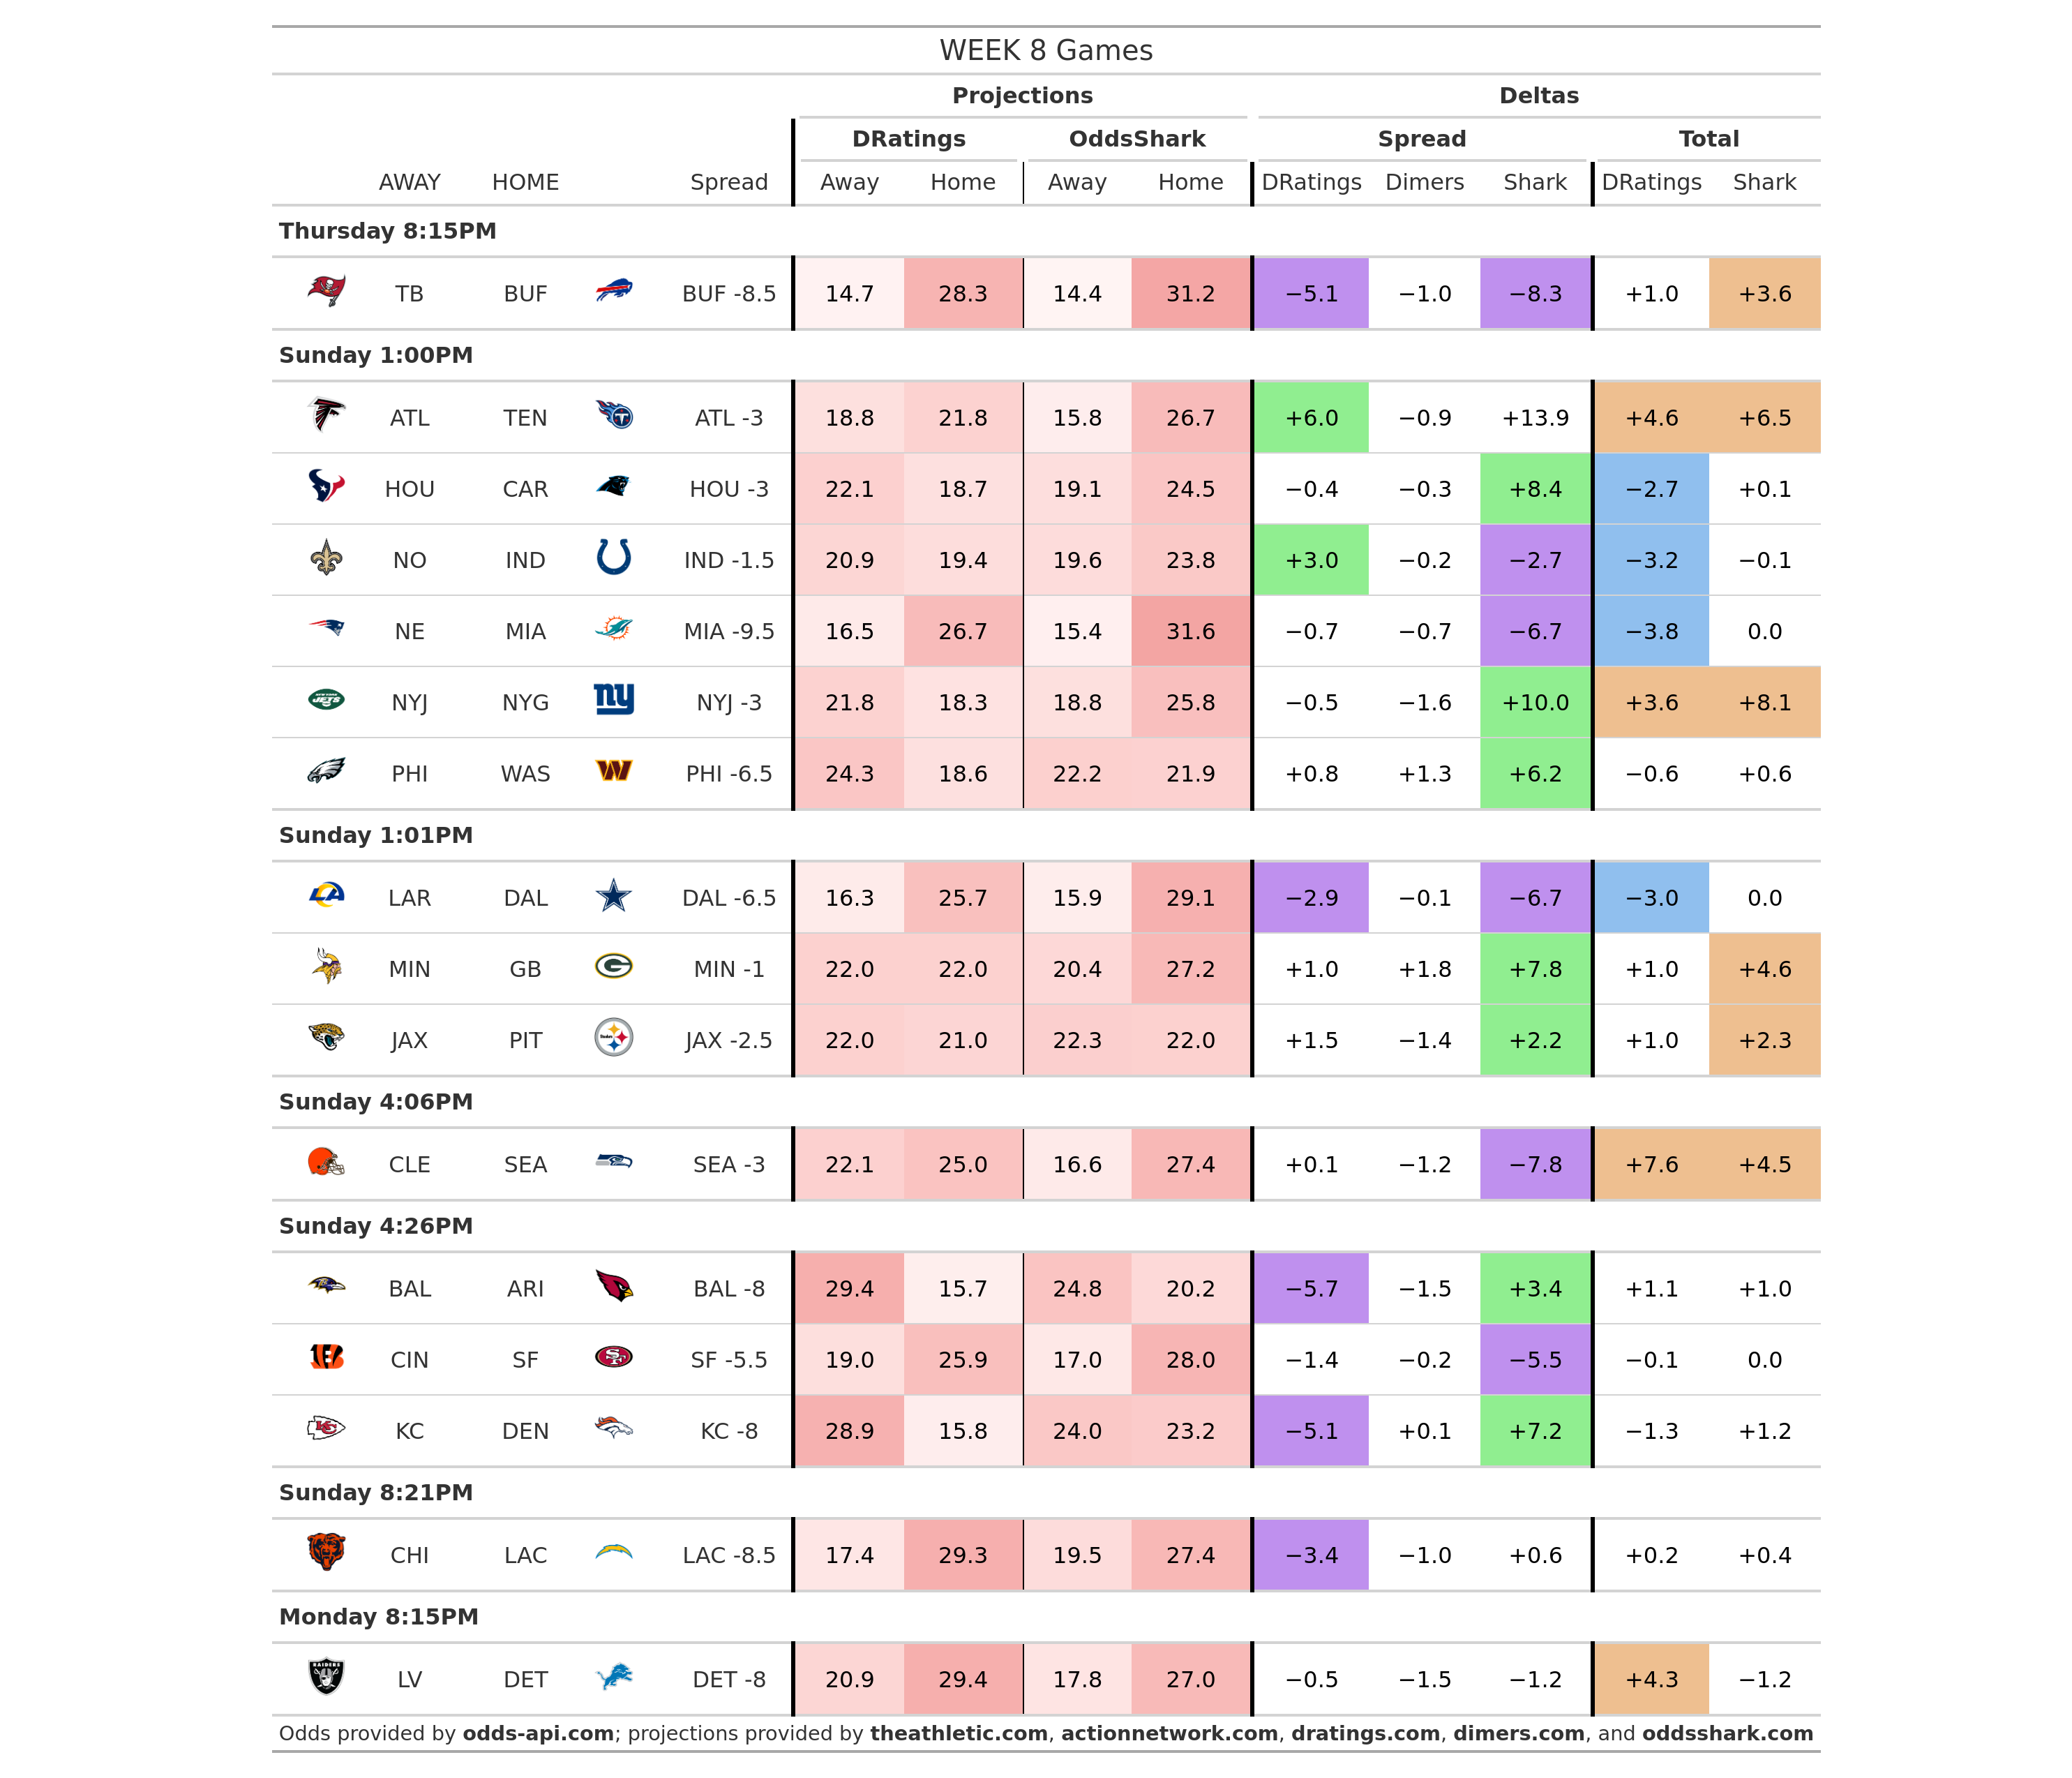 WEEK 8 Games
Projections Deltas
DRatings OddsShark Spread Total
AWAY HOME Spread Away Home Away Home DRatings Dimers Shark DRatings Shark
Thursday 8:15PM
TB BUF BUF -8.5 14.7 28.3 14.4 31.2 −5.1 −1.0 −8.3 +1.0 +3.6
Sunday 1:00PM
ATL TEN ATL -3 18.8 21.8 15.8 26.7 +6.0 −0.9 +13.9 +4.6 +6.5
HOU CAR HOU -3 22.1 18.7 19.1 24.5 −0.4 −0.3 +8.4 −2.7 +0.1
NO IND IND -1.5 20.9 19.4 19.6 23.8 +3.0 −0.2 −2.7 −3.2 −0.1
NE MIA MIA -9.5 16.5 26.7 15.4 31.6 −0.7 −0.7 −6.7 −3.8 0.0
JETS NYJ NYG ny NYJ -3 21.8 18.3 18.8 25.8 −0.5 −1.6 +10.0 +3.6 +8.1
PHI WAS W PHI -6.5 24.3 18.6 22.2 21.9 +0.8 +1.3 +6.2 −0.6 +0.6
Sunday 1:01PM
LA LAR DAL DAL -6.5 16.3 25.7 15.9 29.1 −2.9 −0.1 −6.7 −3.0 0.0
MIN GB G MIN -1 22.0 22.0 20.4 27.2 +1.0 +1.8 +7.8 +1.0 +4.6
JAX PIT JAX -2.5 22.0 21.0 22.3 22.0 +1.5 −1.4 +2.2 +1.0 +2.3
Sunday 4:06PM
CLE SEA SEA -3 22.1 25.0 16.6 27.4 +0.1 −1.2 −7.8 +7.6 +4.5
Sunday 4:26PM
BAL ARI BAL -8 29.4 15.7 24.8 20.2 −5.7 −1.5 +3.4 +1.1 +1.0
B CIN SF SF SF -5.5 19.0 25.9 17.0 28.0 −1.4 −0.2 −5.5 −0.1 0.0
KC KC DEN KC -8 28.9 15.8 24.0 23.2 −5.1 +0.1 +7.2 −1.3 +1.2
Sunday 8:21PM
CHI LAC LAC -8.5 17.4 29.3 19.5 27.4 −3.4 −1.0 +0.6 +0.2 +0.4
Monday 8:15PM
RAIDERS LV DET DET -8 20.9 29.4 17.8 27.0 −0.5 −1.5 −1.2 +4.3 −1.2
Odds provided by odds-api.com; projections provided by theathletic.com, actionnetwork.com, dratings.com, dimers.com, and oddsshark.com